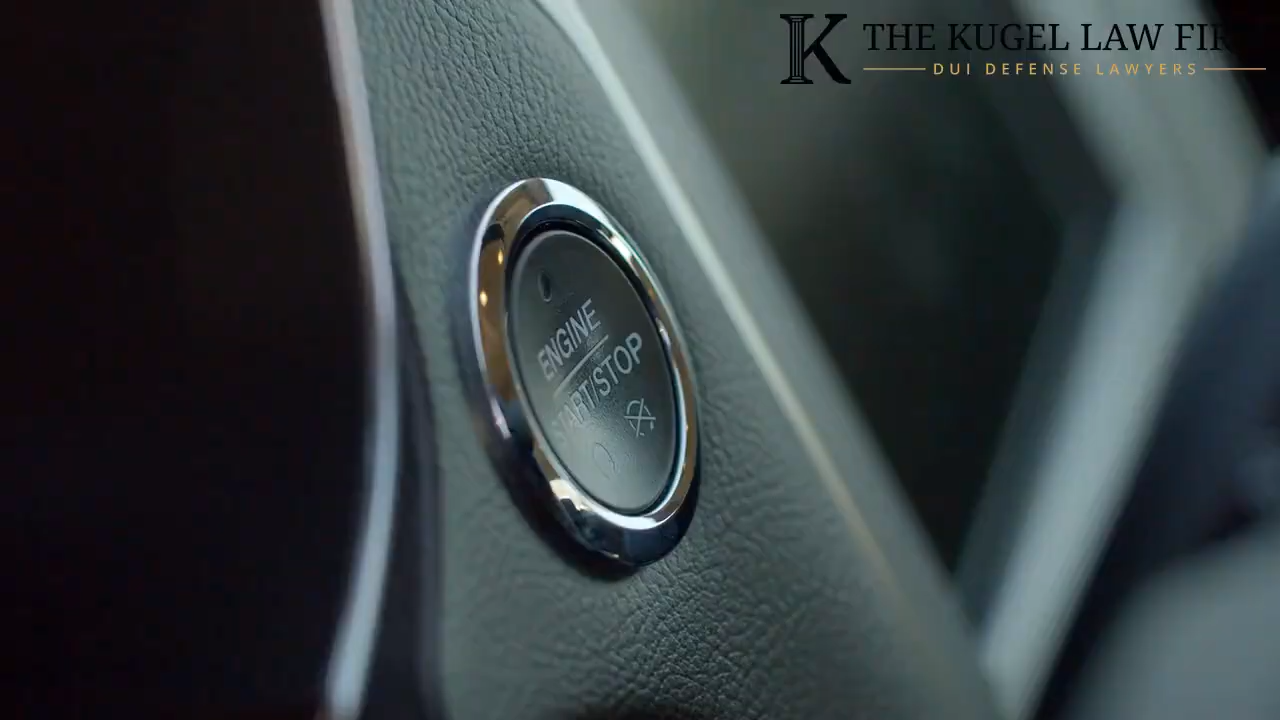 K THE KUGEL LAW FIR
DUI DEFENSE LAWYERS
ENGINE
START/STOP